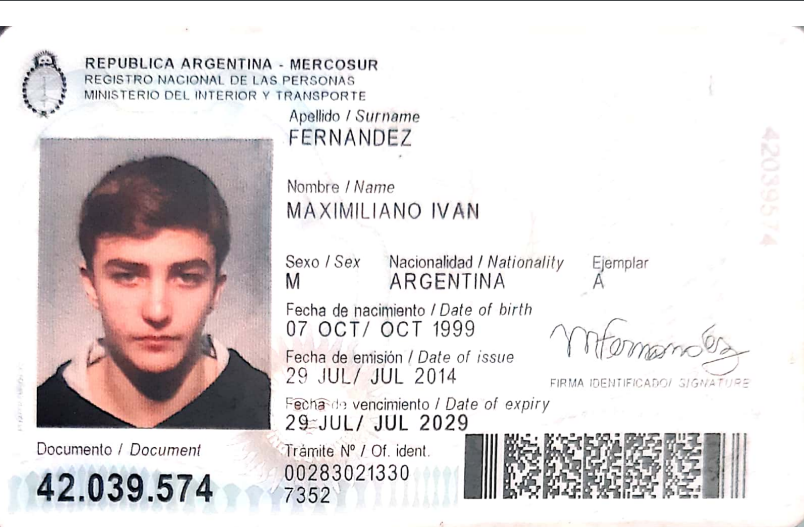 REPUBLICA ARGENTINA - MERCOSUR
REGISTRO NACIONAL DE LAS PERSONAS
MINISTERIO DEL INTERIOR Y TRANSPORTE
Apellido / Surname
FERNANDEZ
Nombre / Name
MAXIMILIANO IVAN
Sexo / Sex Nacionalidad / Nationality Ejemplar
M ARGENTINA A
Fecha de nacimiento / Date of birth
07 OCT/ OCT 1999
Fecha de emisión / Date of issue
29 JUL/ JUL 2014
Fecha de vencimiento / Date of expiry
29 JUL/ JUL 2029
MFernandez
FIRMA IDENTIFICADO/ SIGNATURE
Documento / Document
42.039.574
Trámite Nº / Of. ident.
00283021330
7352
42039574